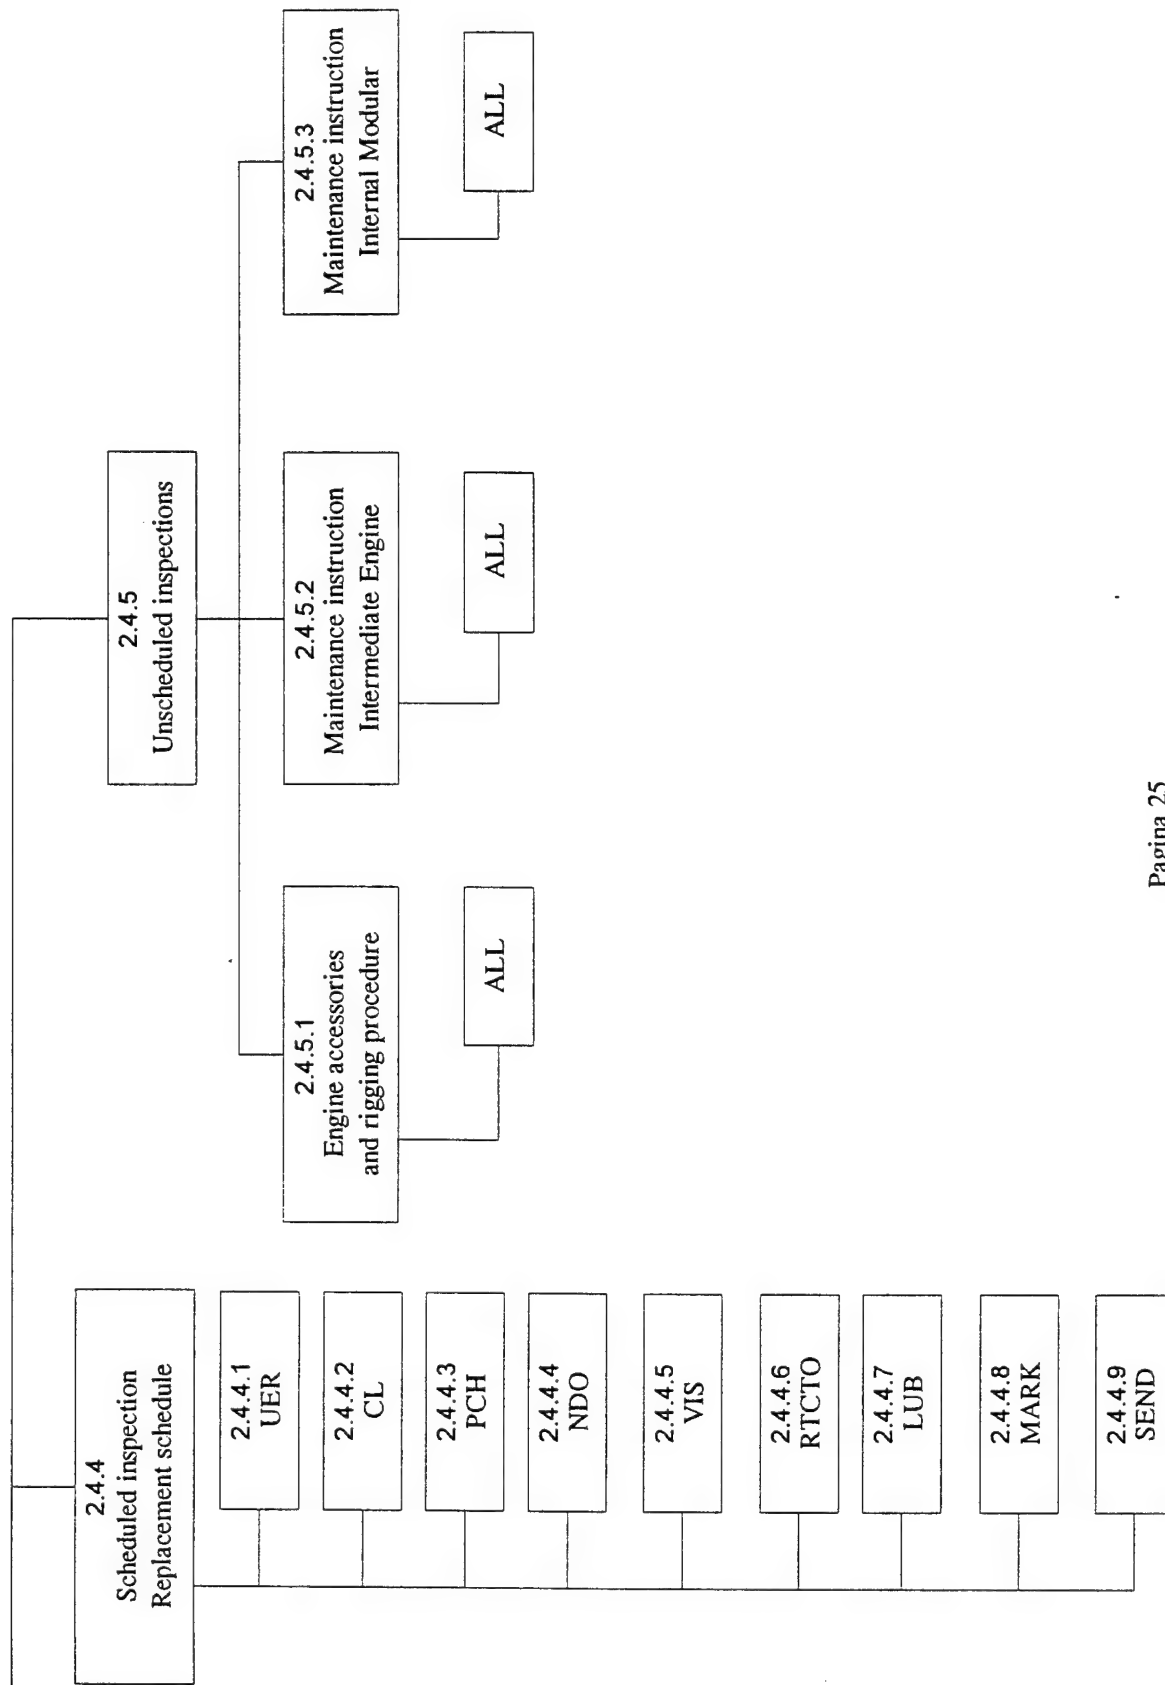 2.4.4
Scheduled inspection
Replacement schedule
2.4.4.1
UER
2.4.4.2
CL
2.4.4.3
PCH
2.4.4.4
NDO
2.4.4.5
VIS
2.4.4.6
RTCTO
2.4.4.7
LUB
2.4.4.8
MARK
2.4.4.9
SEND
2.4.5
Unscheduled inspections
2.4.5.1
Engine accessories
and rigging procedure
ALL
2.4.5.2
Maintenance instruction
Intermediate Engine
ALL
2.4.5.3
Maintenance instruction
Internal Modular
ALL
Pagina 25